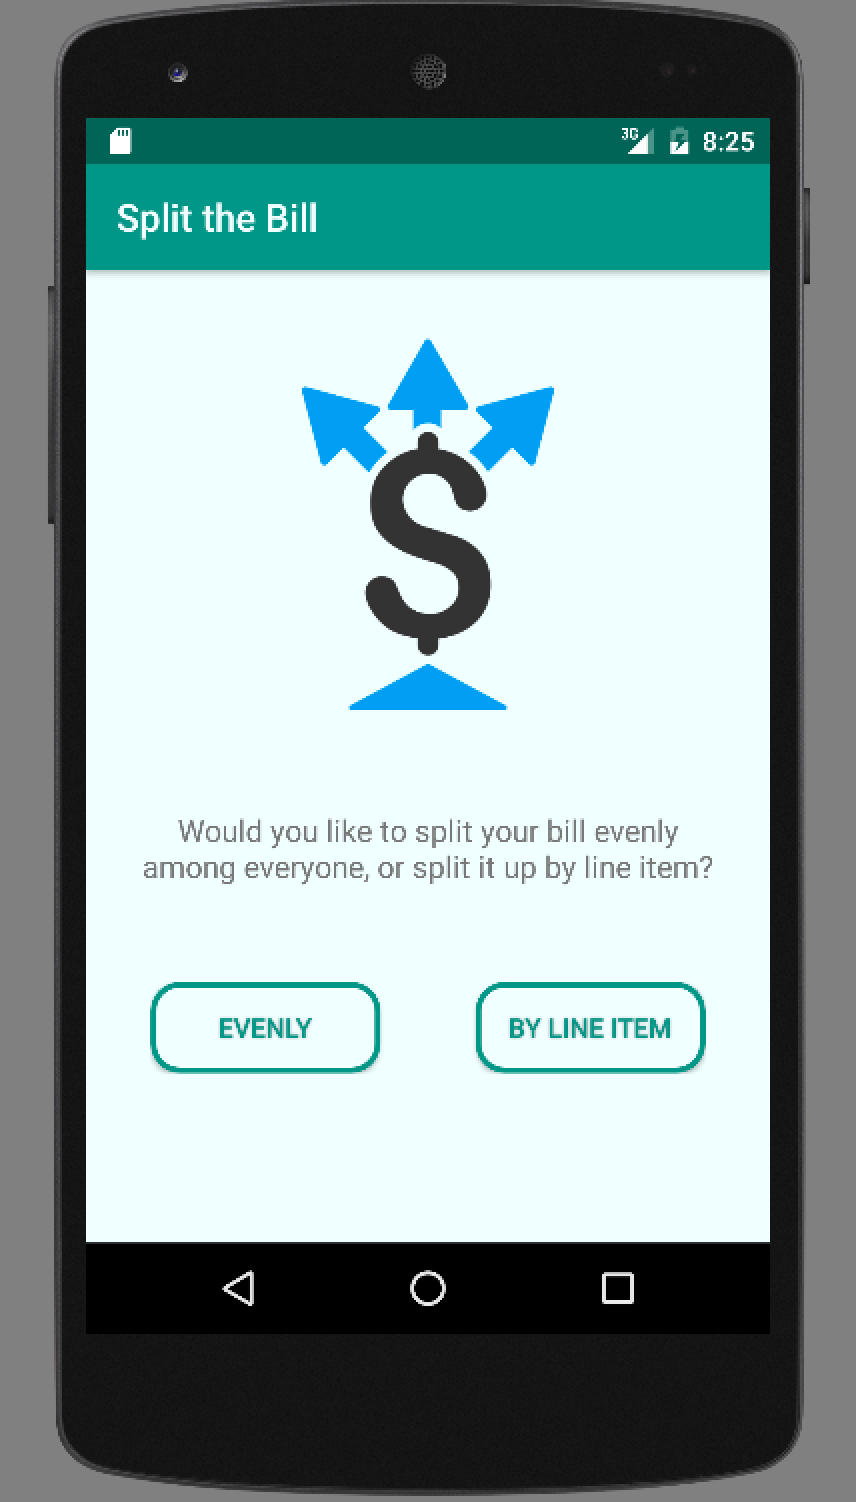 3G 8:25
Split the Bill
$
Would you like to split your bill evenly
among everyone, or split it up by line item?
EVENLY BY LINE ITEM